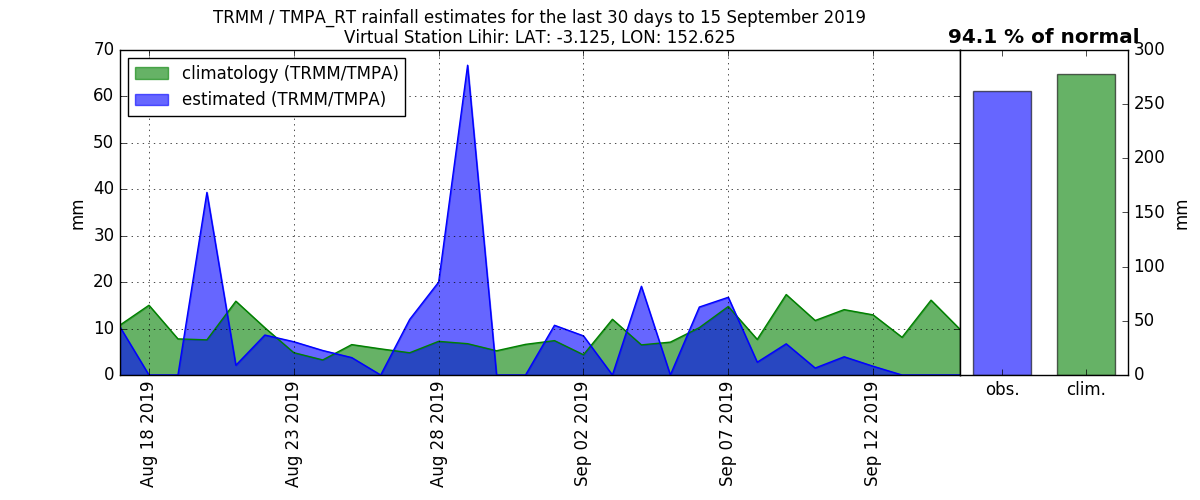 TRMM / TMPA_RT rainfall estimates for the last 30 days to 15 September 2019
Virtual Station Lihir: LAT: -3.125, LON: 152.625
94.1 % of normal
climatology (TRMM/TMPA)
estimated (TRMM/TMPA)
70
60
50
40
30
20
10
0
mm
Aug 18 2019
Aug 23 2019
Aug 28 2019
Sep 02 2019
Sep 07 2019
Sep 12 2019
300
250
200
150
100
50
0
mm
obs.
clim.